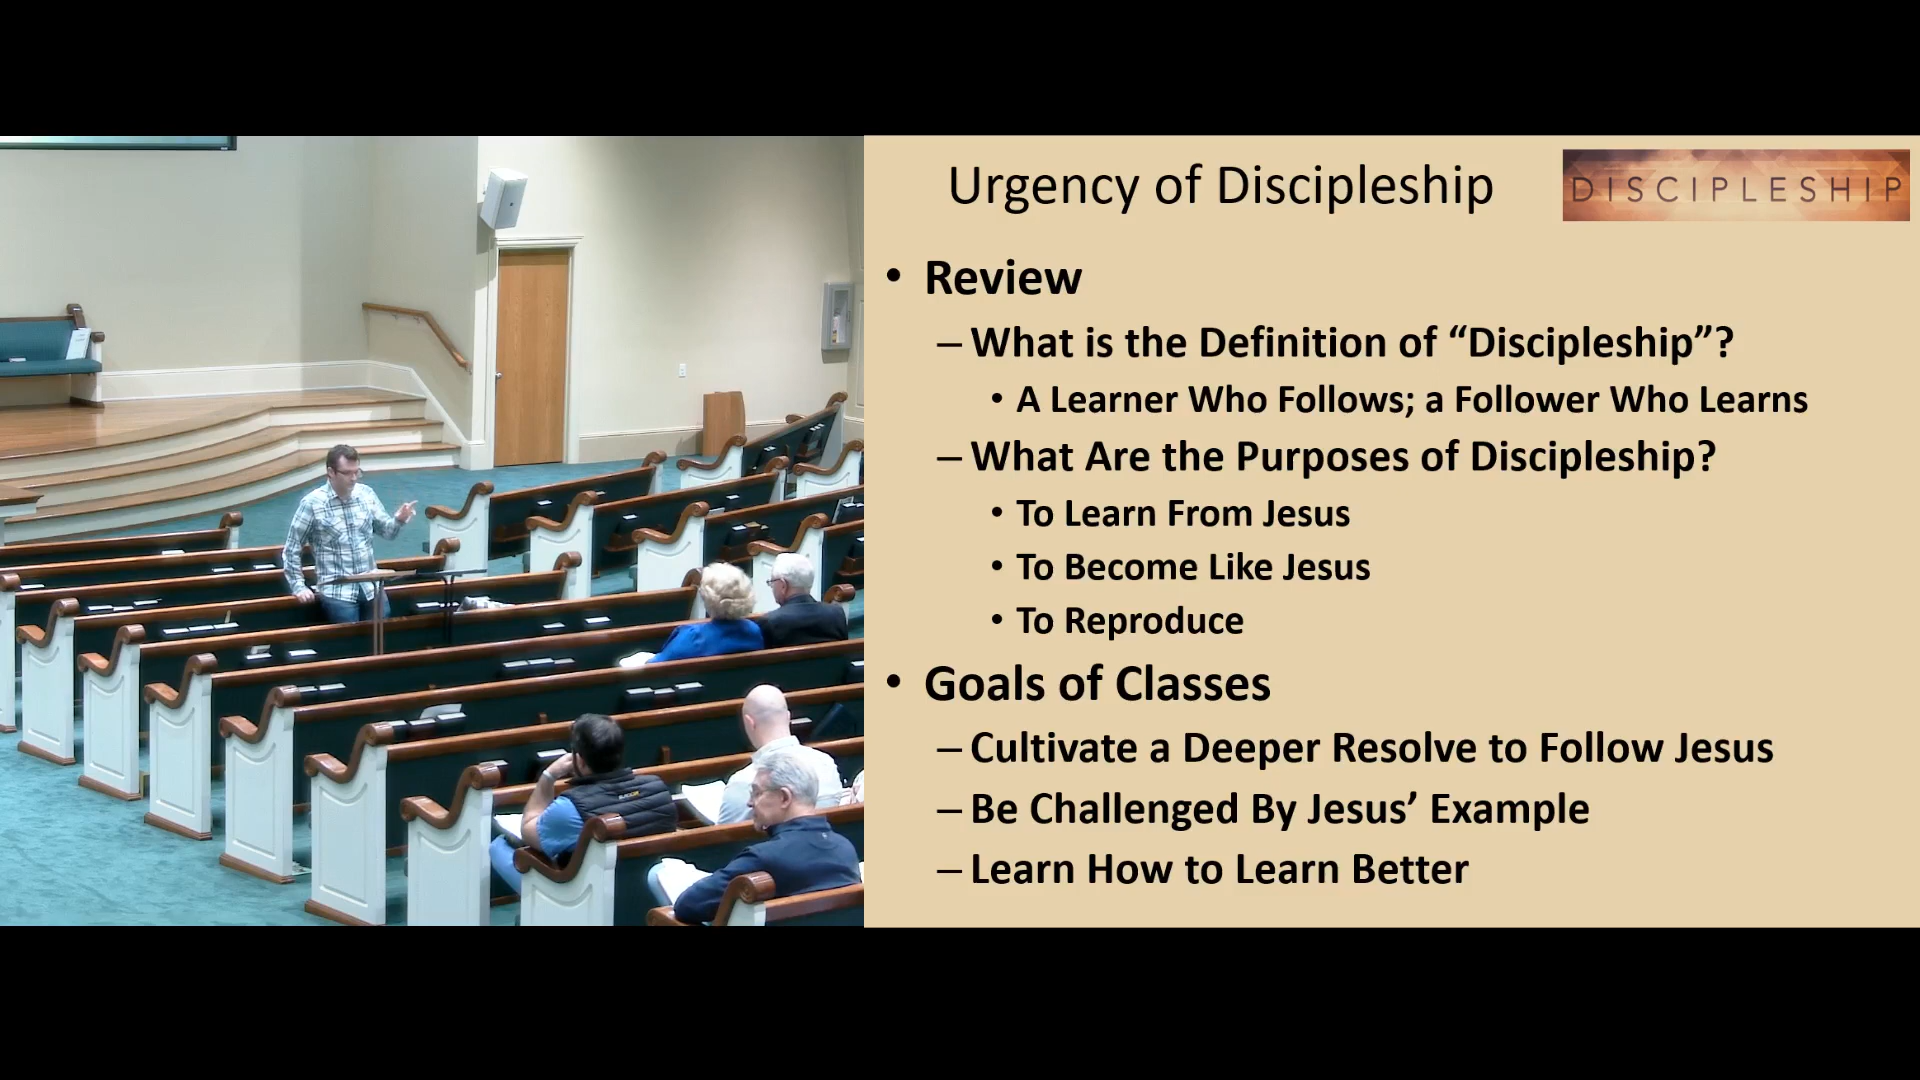 Urgency of Discipleship
DISCIPLESHIP
• Review
– What is the Definition of “Discipleship”?
• A Learner Who Follows; a Follower Who Learns
– What Are the Purposes of Discipleship?
• To Learn From Jesus
• To Become Like Jesus
• To Reproduce
• Goals of Classes
– Cultivate a Deeper Resolve to Follow Jesus
– Be Challenged By Jesus’ Example
– Learn How to Learn Better